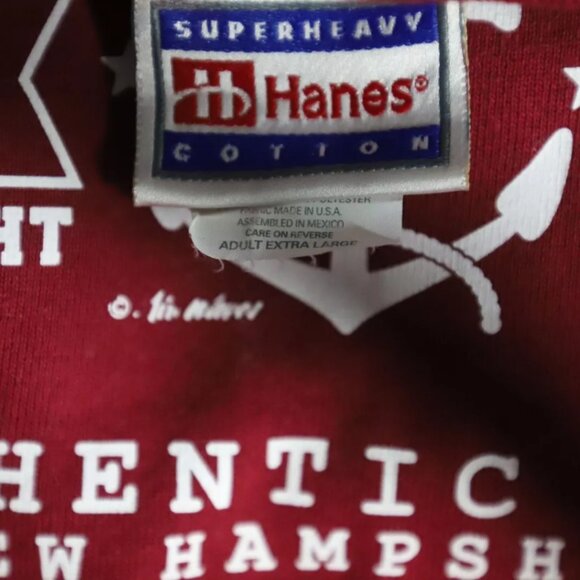 SUPERHEAVY
Hanes®
COTTON
POLYESTER
FABRIC MADE IN U.S.A.
ASSEMBLED IN MEXICO
CARE ON REVERSE
ADULT EXTRA LARGE
HT
©
HENTIC
EW HAMPSH